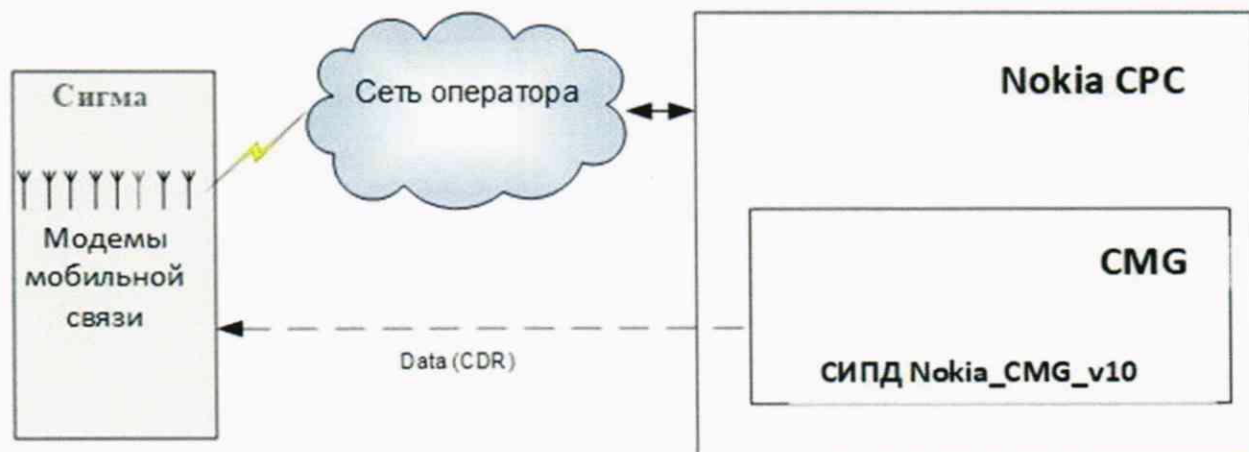 Сигма
Модемы
мобильной
связи
Сеть оператора
Data (CDR)
Nokia CPC
CMG
СИПД Nokia_CMG_v10